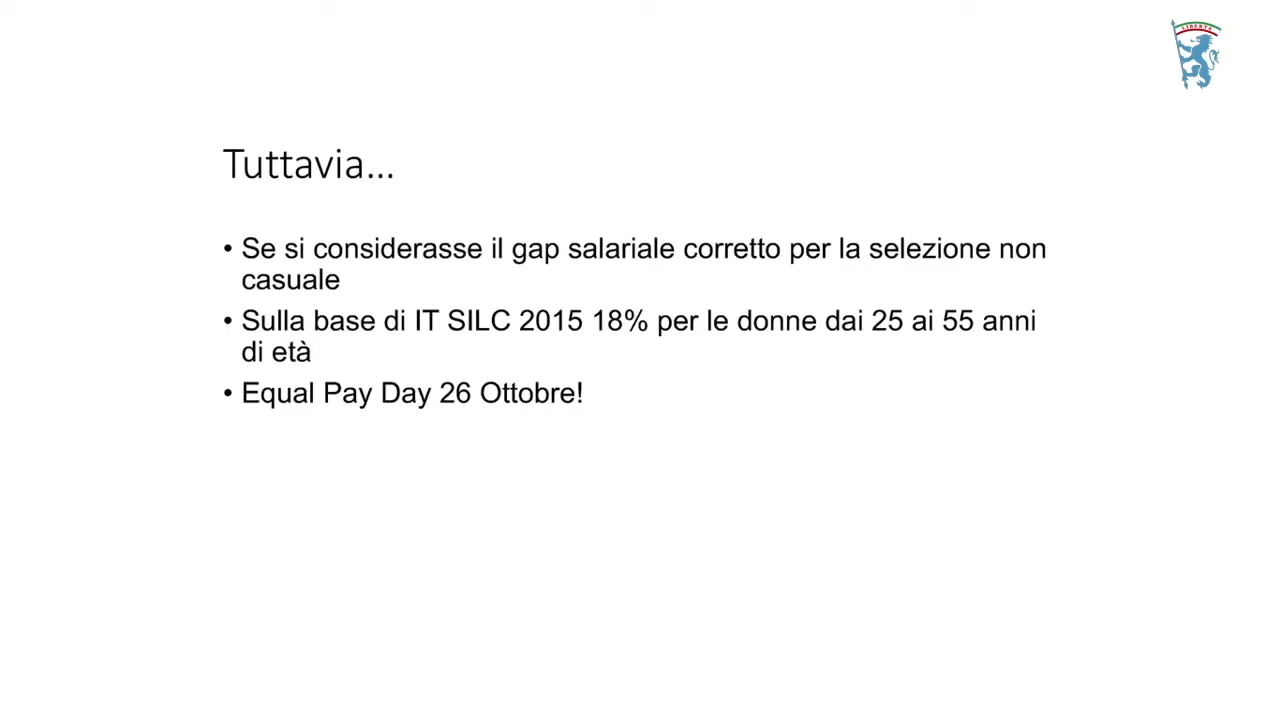 LIBERTÀ
Tuttavia...
• Se si considerasse il gap salariale corretto per la selezione non
casuale
• Sulla base di IT SILC 2015 18% per le donne dai 25 ai 55 anni
di età
• Equal Pay Day 26 Ottobre!